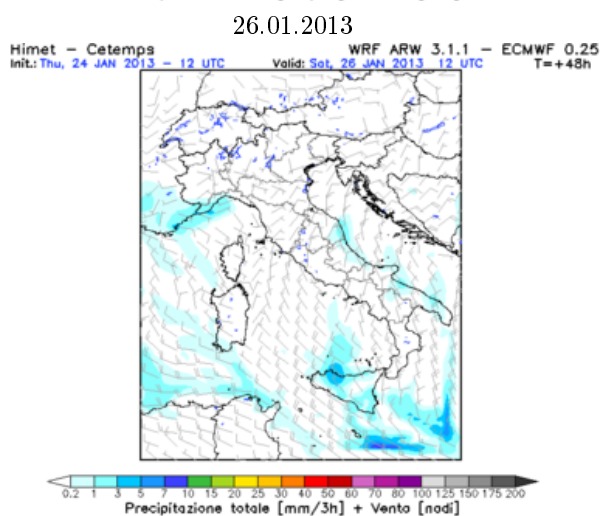 26.01.2013
Himet - Cetemps WRF ARW 3.1.1 - ECMWF 0.25
Init.: Thu, 24 JAN 2013 - 12 UTC Valid: Sat, 26 JAN 2013 12 UTC T=+48h
0.2 1 3 5 7 10 15 20 25 30 40 50 60 70 80 100 125 150 175 200
Precipitazione totale [mm/3h] + Vento [nodi]